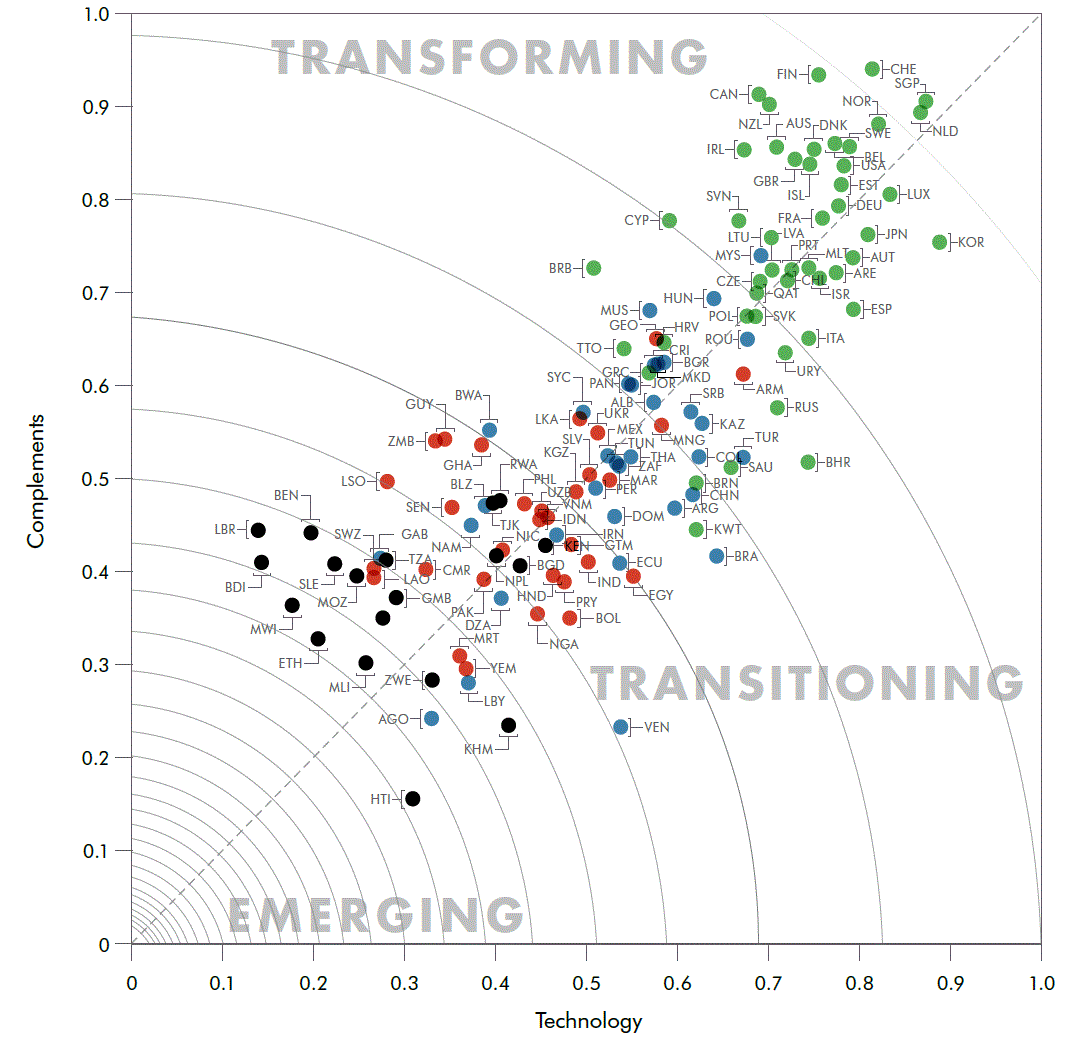 1.0
TRANSFORMING
FIN
CHE
SGP
CAN
0.9
NOR
NZL
AUS
DNK
SWE
NLD
IRL
BEL
USA
GBR
ISL
EST
0.8
SVN
LUX
DEU
CYP
FRA
LTU
LVA
JPN
KOR
MYS
PRT
MLT
AUT
BRB
CZE
CHL
ARE
0.7
HUN
QAT
ISR
MUS
ESP
GEO
HRV
POL
SVK
TTO
CRI
ROU
ITA
GRC
BGR
PAN
JOR
MKD
URY
0.6
SYC
ALB
SRB
ARM
BWA
GUY
LKA
UKR
RUS
KAZ
ZMB
SLV
MEX
MNG
TUR
GHA
KGZ
TUN
THA
COL
RWA
ZAF
SAU
BHR
0.5
LSO
BLZ
PHL
UZB
MAR
PER
BRN
CHN
BEN
SEN
VNM
ARG
LBR
SWZ
GAB
NAM
TJK
IDN
DOM
NIC
IRN
KWT
KEN
GTM
TZA
BGD
ECU
BRA
0.4
BDI
SLE
MOZ
LAO
CMR
NPL
HND
IND
EGY
GMB
PAK
DZA
PRY
MWI
BOL
MRT
NGA
0.3
ETH
MLI
ZWE
YEM
TRANSITIONING
LBY
AGO
VEN
KHM
0.2
HTI
0.1
EMERGING
0
0
0.1
0.2
0.3
0.4
0.5
0.6
0.7
0.8
0.9
1.0
Technology
Complements